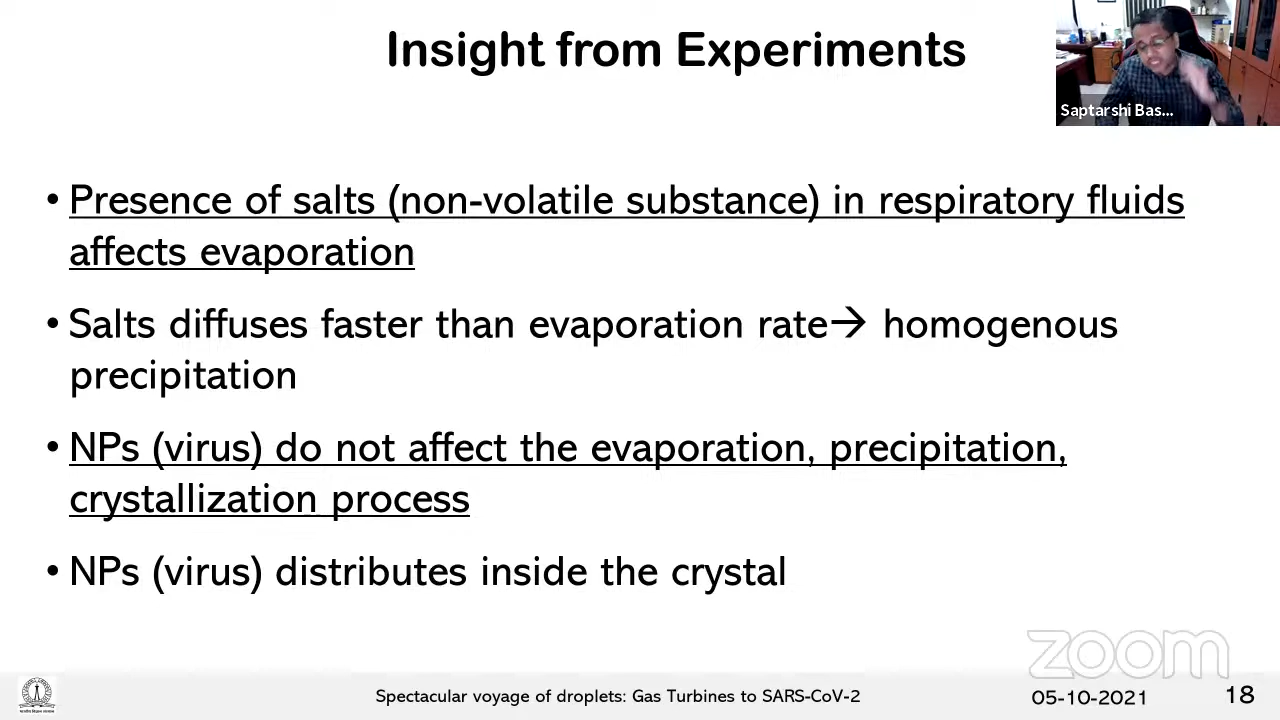 Insight from Experiments
Saptarshi Bas...
• Presence of salts (non-volatile substance) in respiratory fluids
affects evaporation
• Salts diffuses faster than evaporation rate→ homogenous
precipitation
• NPs (virus) do not affect the evaporation, precipitation,
crystallization process
• NPs (virus) distributes inside the crystal
zoom
Spectacular voyage of droplets: Gas Turbines to SARS-CoV-2
05-10-2021
18